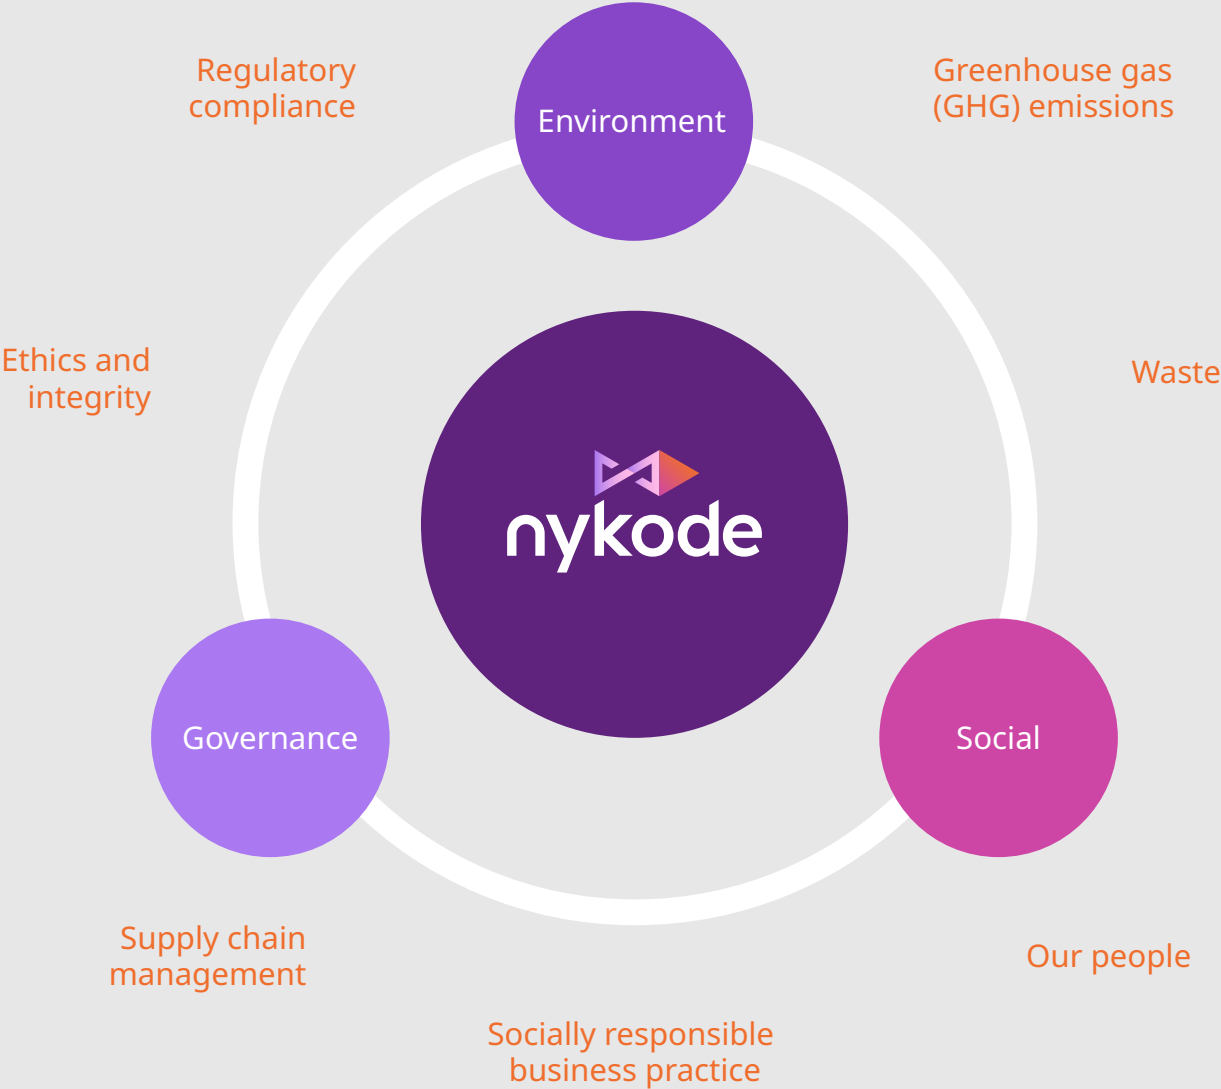 Regulatory
compliance
Environment
Greenhouse gas
(GHG) emissions
Ethics and
integrity
Waste
nykode
Governance
Social
Supply chain
management
Our people
Socially responsible
business practice